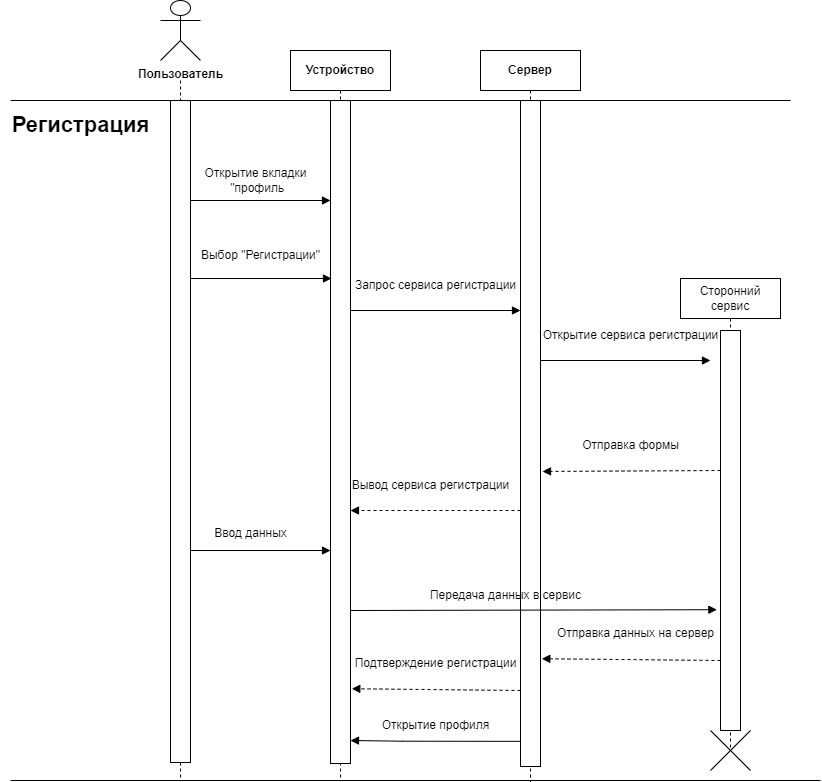 Пользователь
Устройство
Сервер
Регистрация
Открытие вкладки
"профиль
Выбор "Регистрации"
Запрос сервиса регистрации
Сторонний
сервис
Открытие сервиса регистрации
Отправка формы
Вывод сервиса регистрации
Ввод данных
Передача данных в сервис
Отправка данных на сервер
Подтверждение регистрации
Открытие профиля